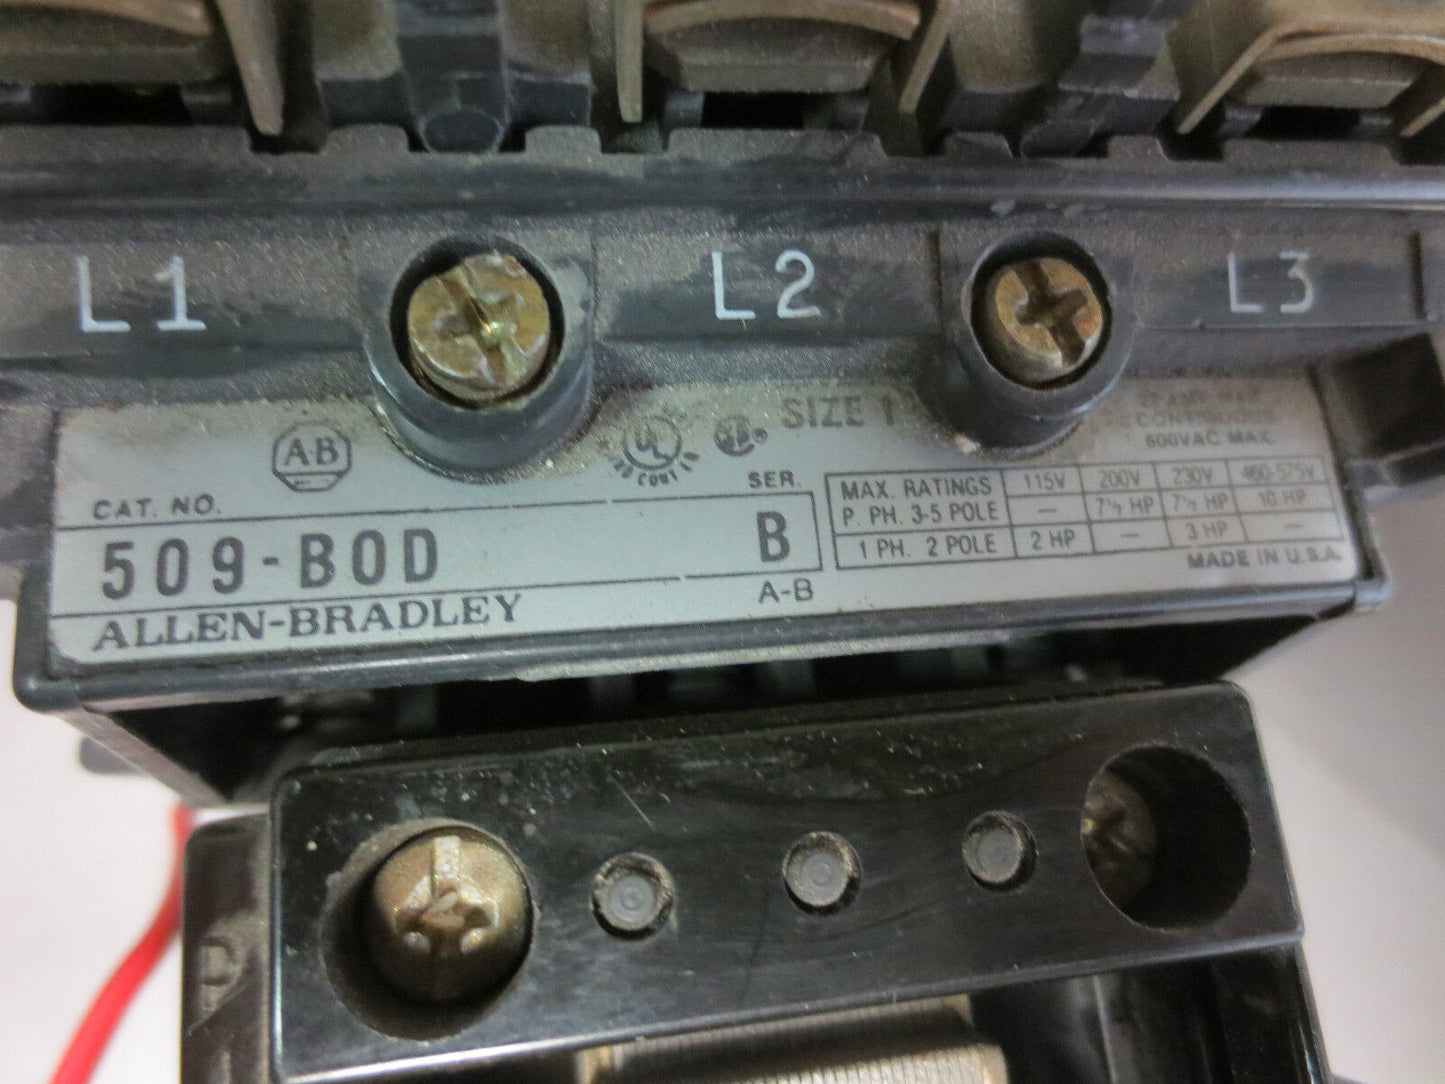 L1 L2 L3
A-B
UL
SIZE 1
CONTINUOUS
600VAC MAX.
CAT. NO.
SER.
509-BOD B
ALLEN-BRADLEY A-B
MAX. RATINGS 115V 200V 230V 460-575V
P. PH. 3-5 POLE — 7½ HP 7½ HP 10 HP
1 PH. 2 POLE 2 HP — 3 HP —
MADE IN U.S.A.